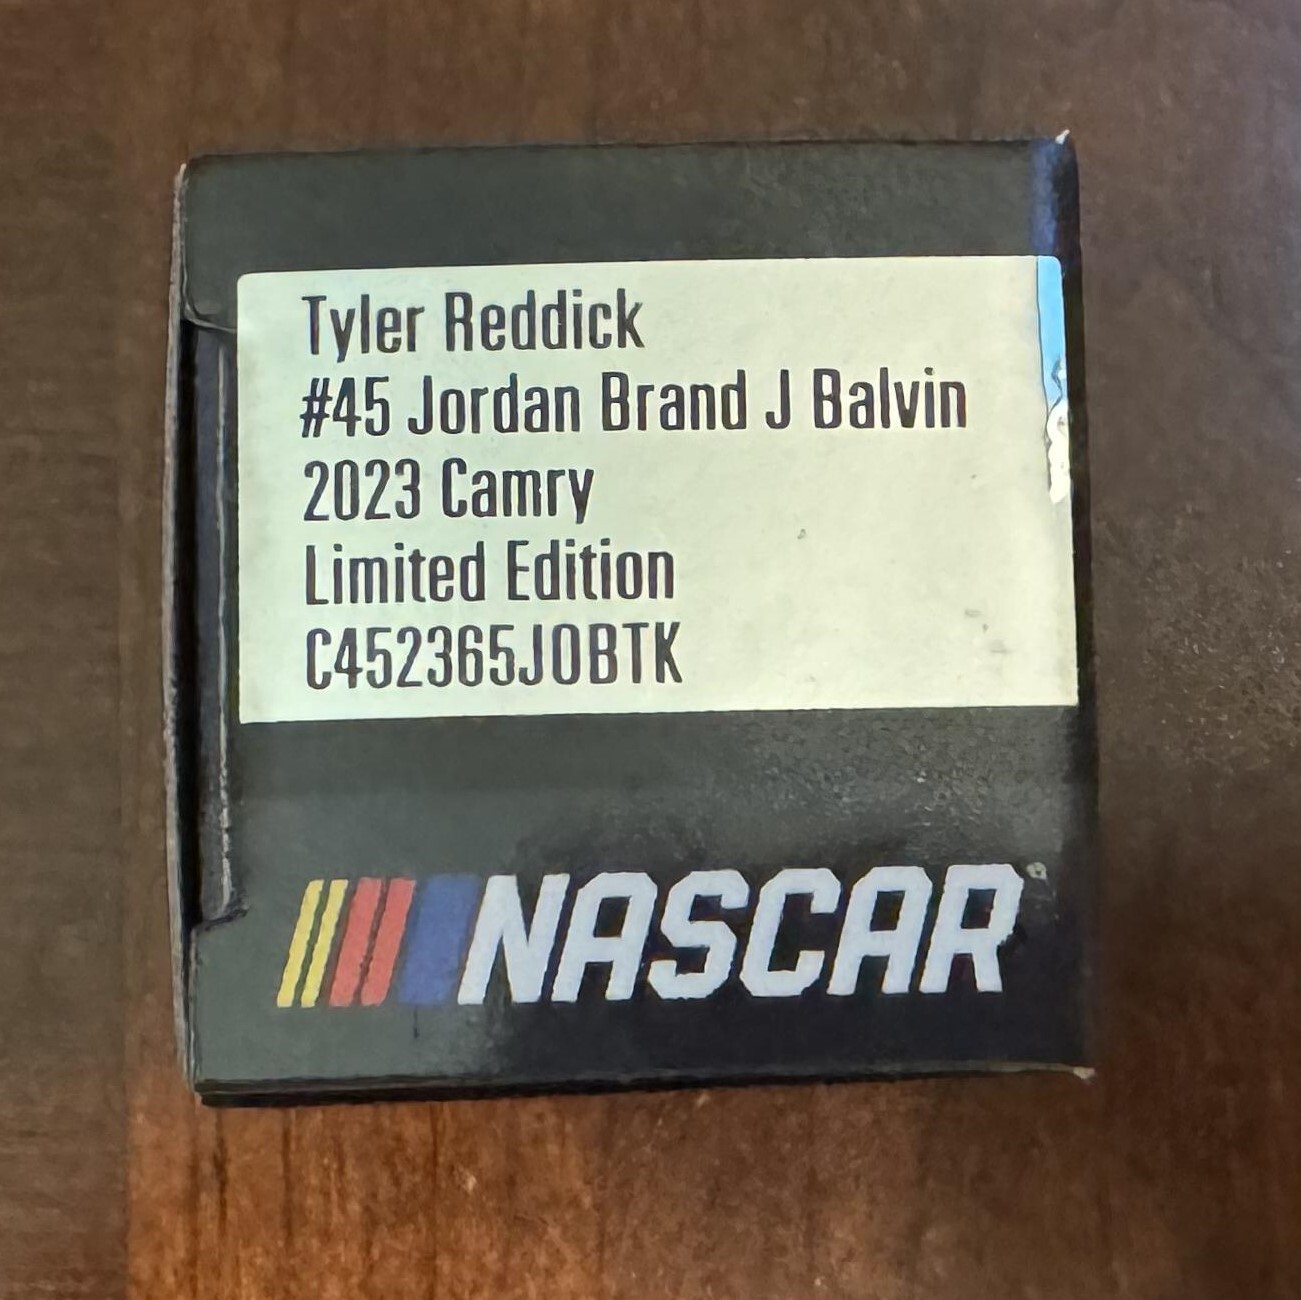 Tyler Reddick
#45 Jordan Brand J Balvin
2023 Camry
Limited Edition
C452365JOBTK
NASCAR